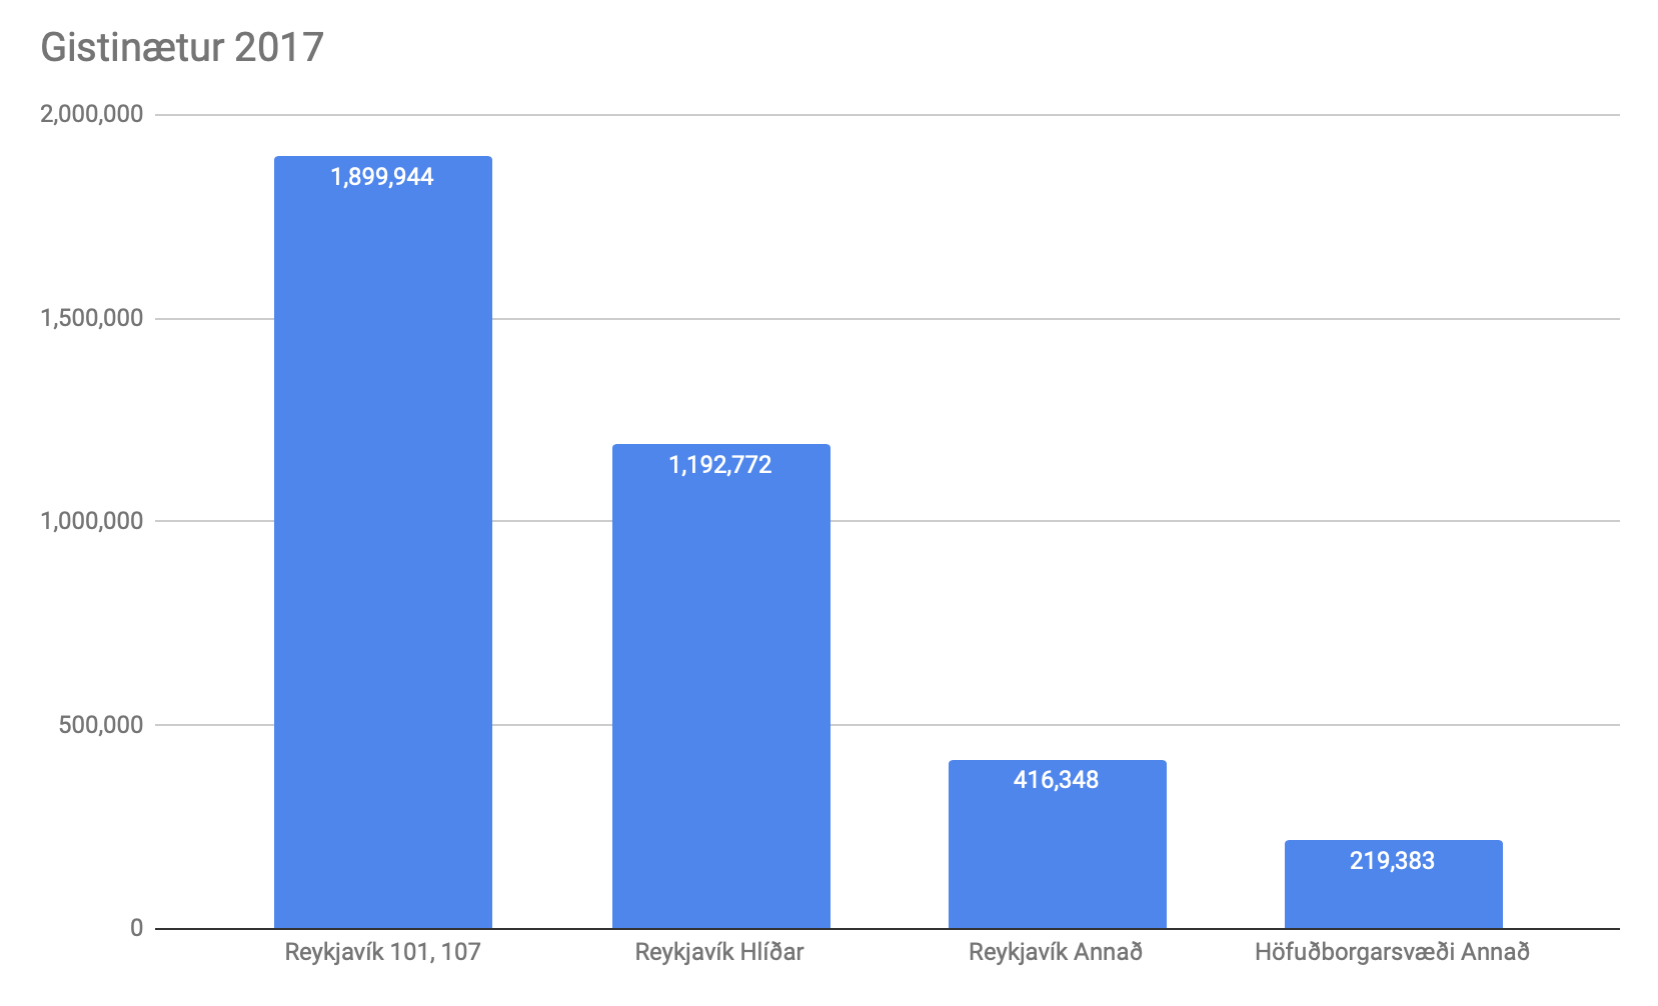 Gistinætur 2017
2,000,000
1,899,944
1,500,000
1,192,772
1,000,000
500,000
416,348
219,383
0
Reykjavík 101, 107
Reykjavík Hlíðar
Reykjavík Annað
Höfuðborgarsvæði Annað